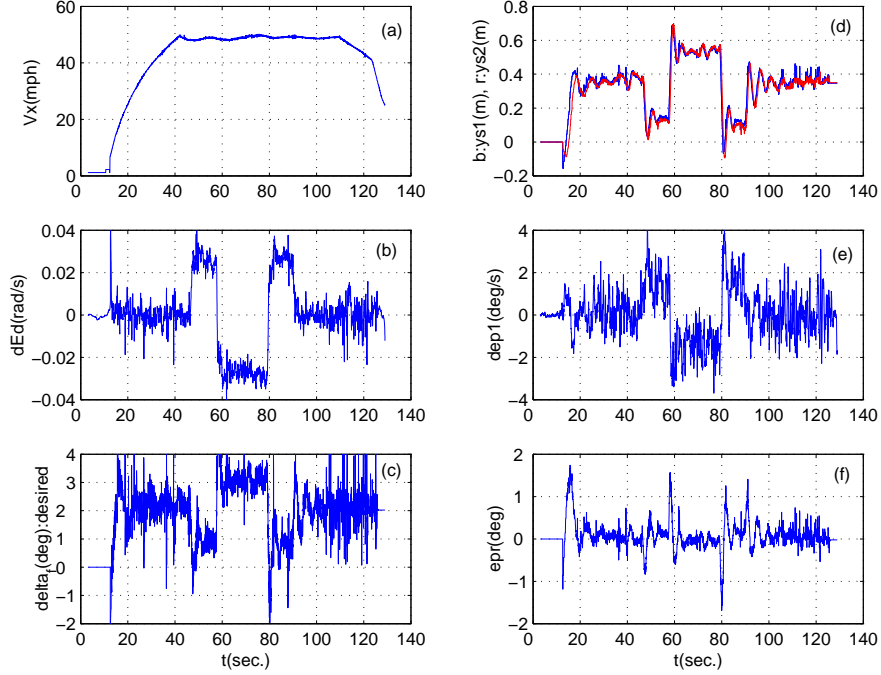 (a)
Vx(mph)
60
40
20
0
0 20 40 60 80 100 120 140
(d)
b:ys1(m), r:ys2(m)
0.8
0.6
0.4
0.2
0
−0.2
0 20 40 60 80 100 120 140
(b)
dEd(rad/s)
0.04
0.02
0
−0.02
−0.04
0 20 40 60 80 100 120 140
(e)
dep1(deg/s)
4
2
0
−2
−4
0 20 40 60 80 100 120 140
(c)
delta_f(deg):desired
4
3
2
1
0
−1
−2
0 20 40 60 80 100 120 140
t(sec.)
(f)
epr(deg)
2
1
0
−1
−2
0 20 40 60 80 100 120 140
t(sec.)